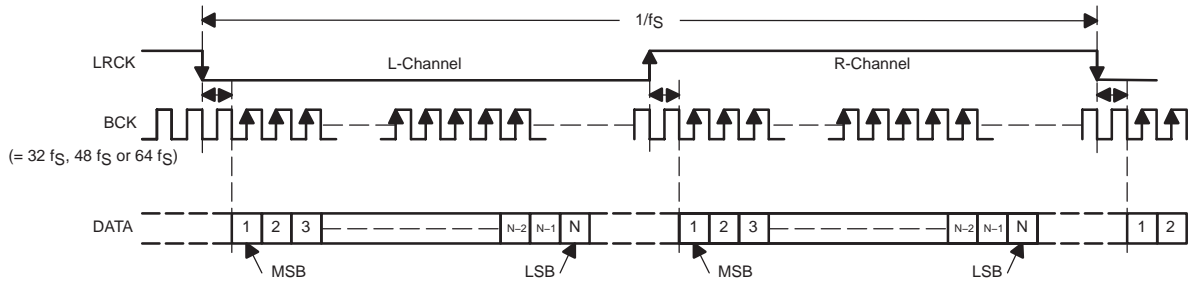 1/fS
LRCK
L-Channel
R-Channel
BCK
(= 32 fS, 48 fS or 64 fS)
DATA
1 2 3 N–2 N–1 N 1 2 3 N–2 N–1 N 1 2
MSB LSB MSB LSB